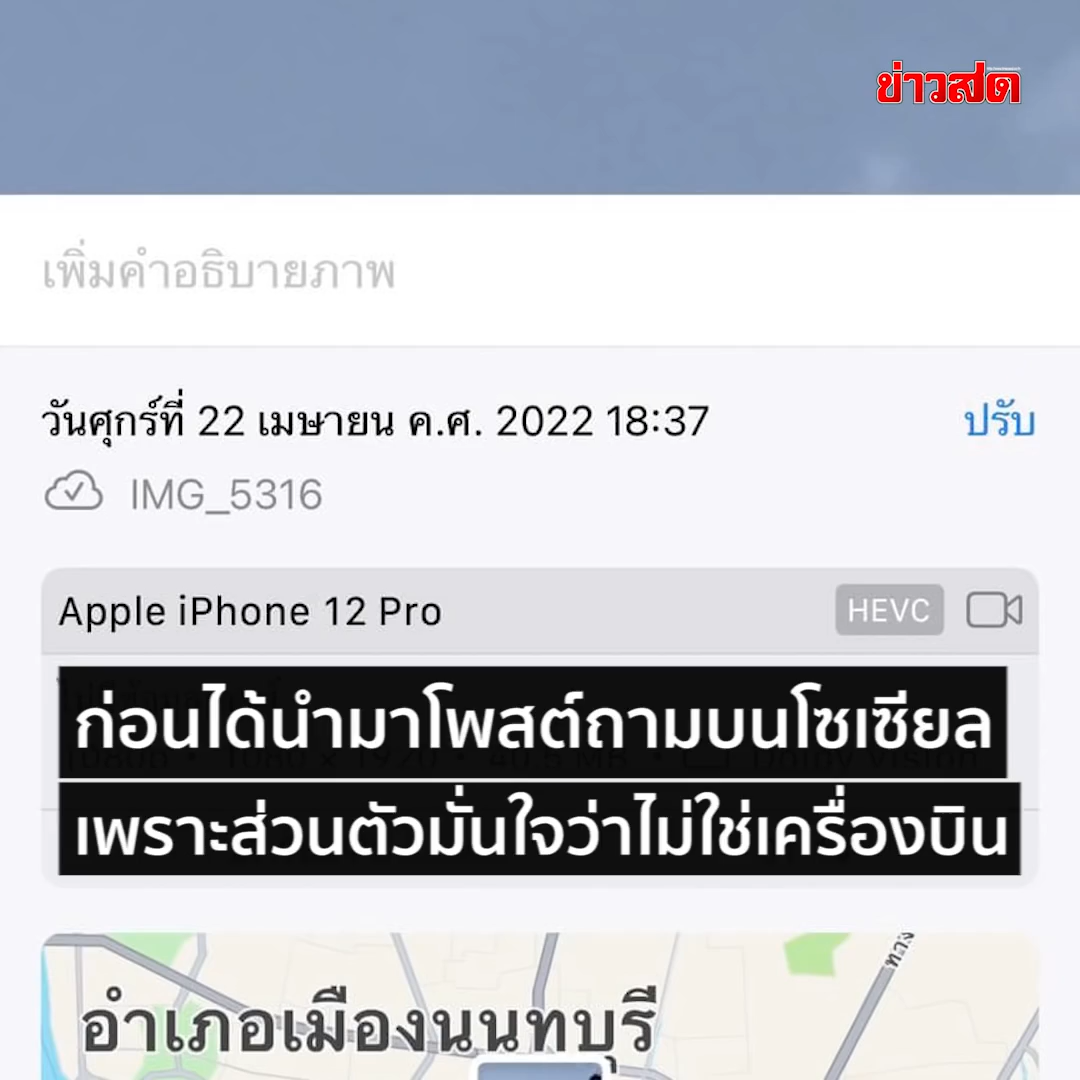 ข่าวสด
เพิ่มคำอธิบายภาพ
วันศุกร์ที่ 22 เมษายน ค.ศ. 2022 18:37
ปรับ
IMG_5316
Apple iPhone 12 Pro
HEVC
ก่อนได้นำมาโพสต์ถามบนโซเซียล
เพราะส่วนตัวมั่นใจว่าไม่ใช่เครื่องบิน
อำเภอเมืองนนทบุรี